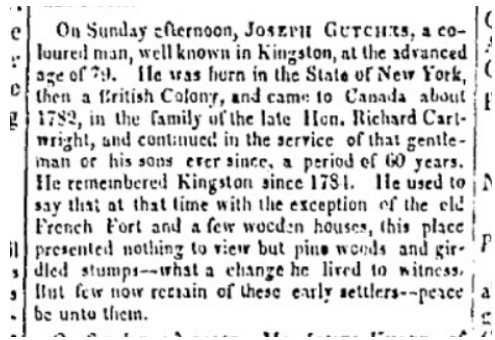 On Sunday afternoon, JOSEPH GUTCHES, a co-
loured man, well known in Kingston, at the advanced
age of 79. He was born in the State of New York,
then a British Colony, and came to Canada about
1782, in the family of the late Hon. Richard Cart-
wright, and continued in the service of that gentle-
man or his sons ever since, a period of 60 years.
He remembered Kingston since 1784. He used to
say that at that time with the exception of the old
French Fort and a few wooden houses, this place
presented nothing to view but pine woods and gir-
dled stumps--what a change he lived to witness.
But few now remain of these early settlers--peace
be unto them.